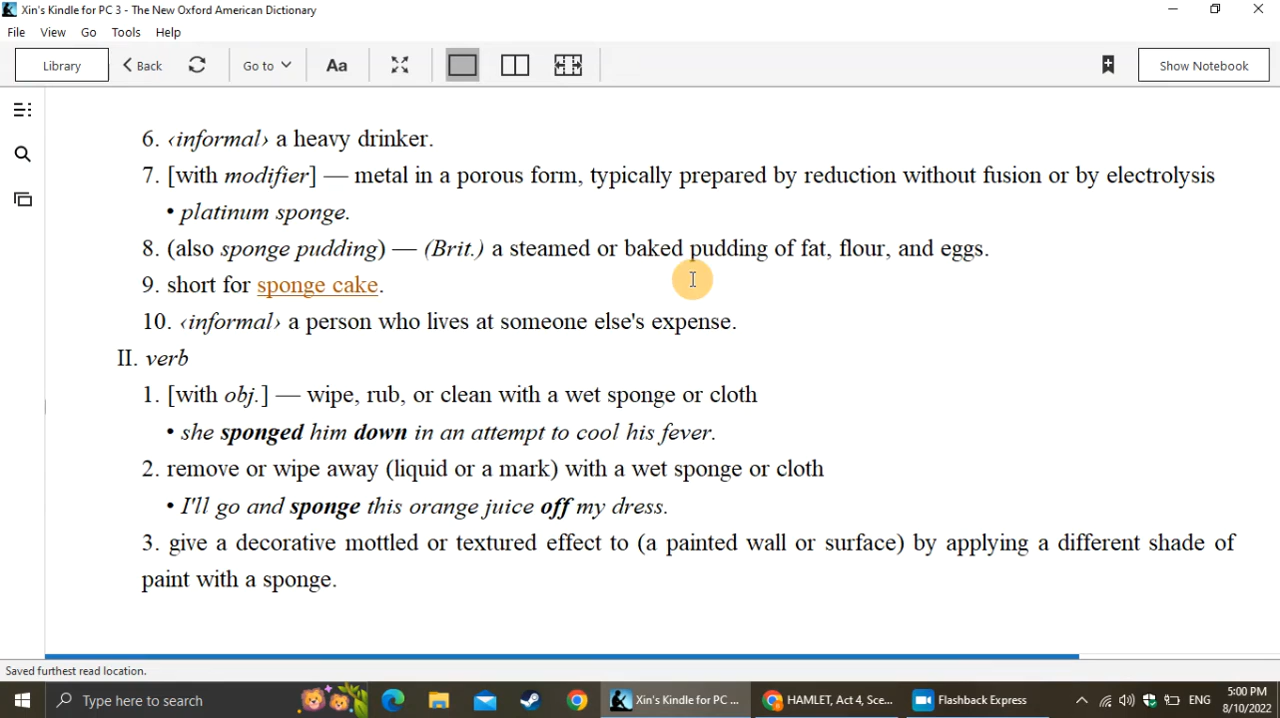 Xin's Kindle for PC 3 - The New Oxford American Dictionary
File View Go Tools Help
Library Back Go to Aa Show Notebook
6. ‹informal› a heavy drinker.
7. [with modifier] — metal in a porous form, typically prepared by reduction without fusion or by electrolysis
• platinum sponge.
8. (also sponge pudding) — (Brit.) a steamed or baked pudding of fat, flour, and eggs.
9. short for sponge cake.
10. ‹informal› a person who lives at someone else's expense.
II. verb
1. [with obj.] — wipe, rub, or clean with a wet sponge or cloth
• she sponged him down in an attempt to cool his fever.
2. remove or wipe away (liquid or a mark) with a wet sponge or cloth
• I'll go and sponge this orange juice off my dress.
3. give a decorative mottled or textured effect to (a painted wall or surface) by applying a different shade of
paint with a sponge.
Saved furthest read location.
Type here to search Xin's Kindle for PC ... HAMLET, Act 4, Sce... Flashback Express ENG 5:00 PM
8/10/2022